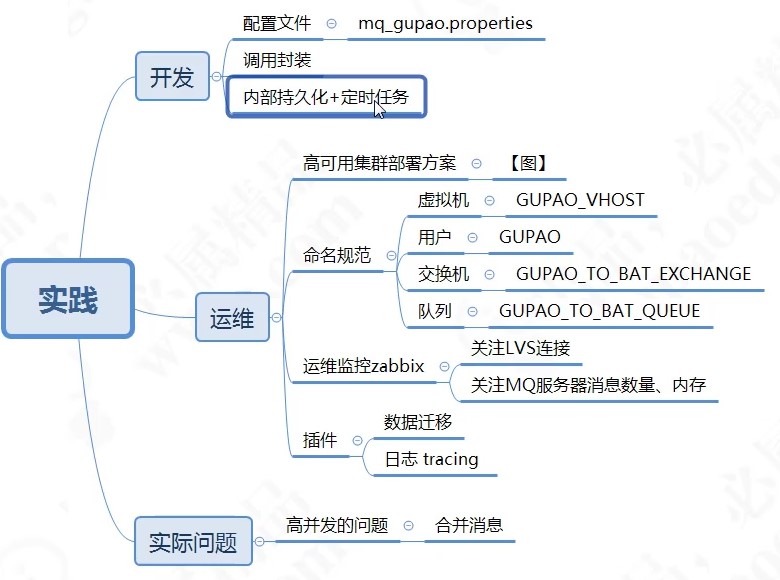 配置文件
mq_gupao.properties
开发
调用封装
内部持久化+定时任务
高可用集群部署方案
【图】
虚拟机
GUPAO_VHOST
用户
GUPAO
命名规范
交换机
GUPAO_TO_BAT_EXCHANGE
队列
GUPAO_TO_BAT_QUEUE
实践
运维
运维监控zabbix
关注LVS连接
关注MQ服务器消息数量、内存
插件
数据迁移
日志 tracing
实际问题
高并发的问题
合并消息